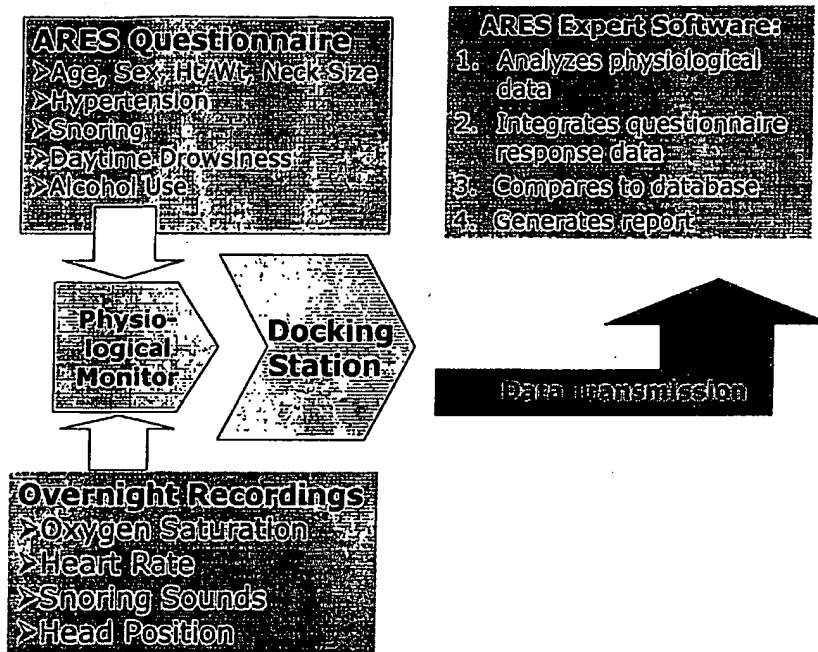 ARES Questionnaire
➢Age, Sex, Ht/Wt, Neck Size
➢Hypertension
➢Snoring
➢Daytime Drowsiness
➢Alcohol Use
ARES Expert Software:
1. Analyzes physiological
data
2. Integrates questionnaire
response data
3. Compares to database
4. Generates report
Physio-
logical
Monitor
Docking
Station
Data Transmission
Overnight Recordings
➢Oxygen Saturation
➢Heart Rate
➢Snoring Sounds
➢Head Position